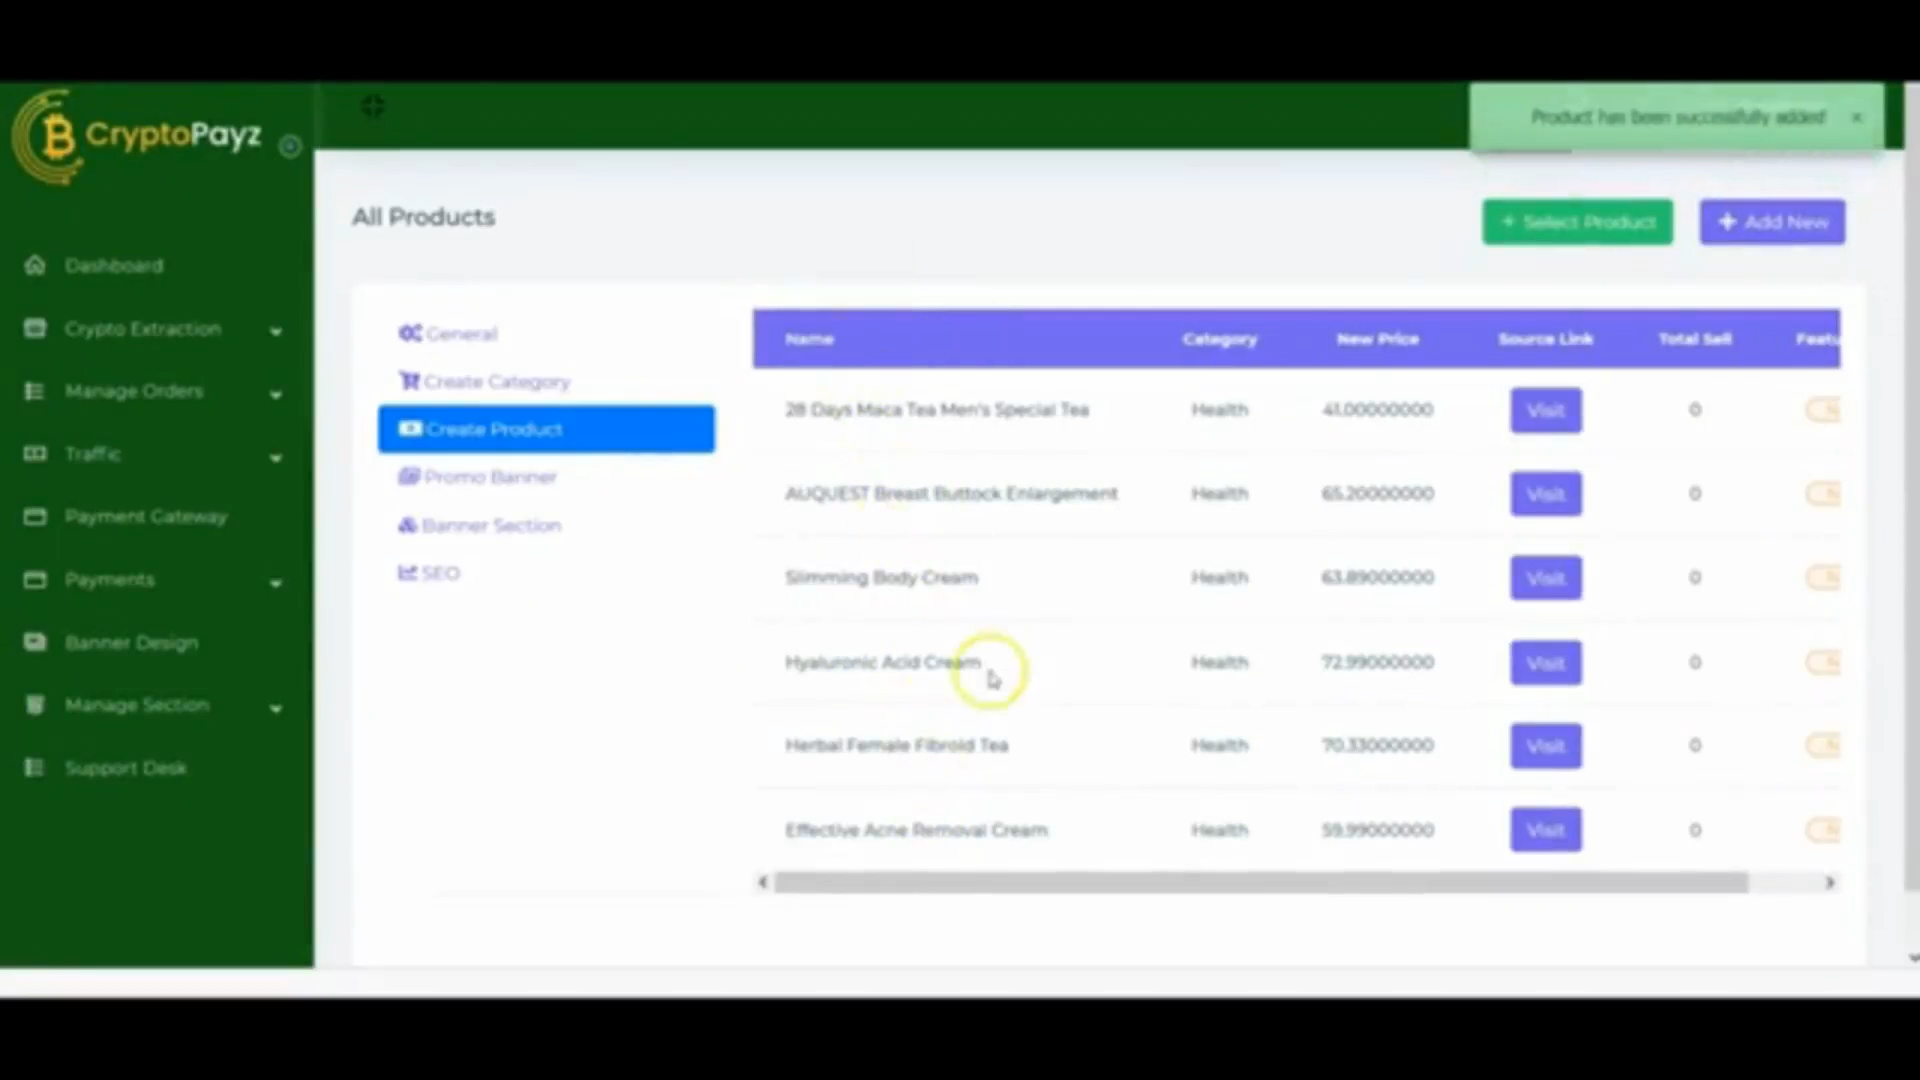 CryptoPayz
Product has been successfully added ×
All Products
+ Select Product
+ Add New
Dashboard
Crypto Extraction
Manage Orders
Traffic
Payment Gateway
Payments
Banner Design
Manage Section
Support Desk
General
Create Category
Create Product
Promo Banner
Banner Section
SEO
Name Category New Price Source Link Total Sell Featu
28 Days Maca Tea Men's Special Tea Health 41.00000000 Visit 0
AUQUEST Breast Buttock Enlargement Health 65.20000000 Visit 0
Slimming Body Cream Health 63.89000000 Visit 0
Hyaluronic Acid Cream Health 72.99000000 Visit 0
Herbal Female Fibroid Tea Health 70.33000000 Visit 0
Effective Acne Removal Cream Health 59.99000000 Visit 0